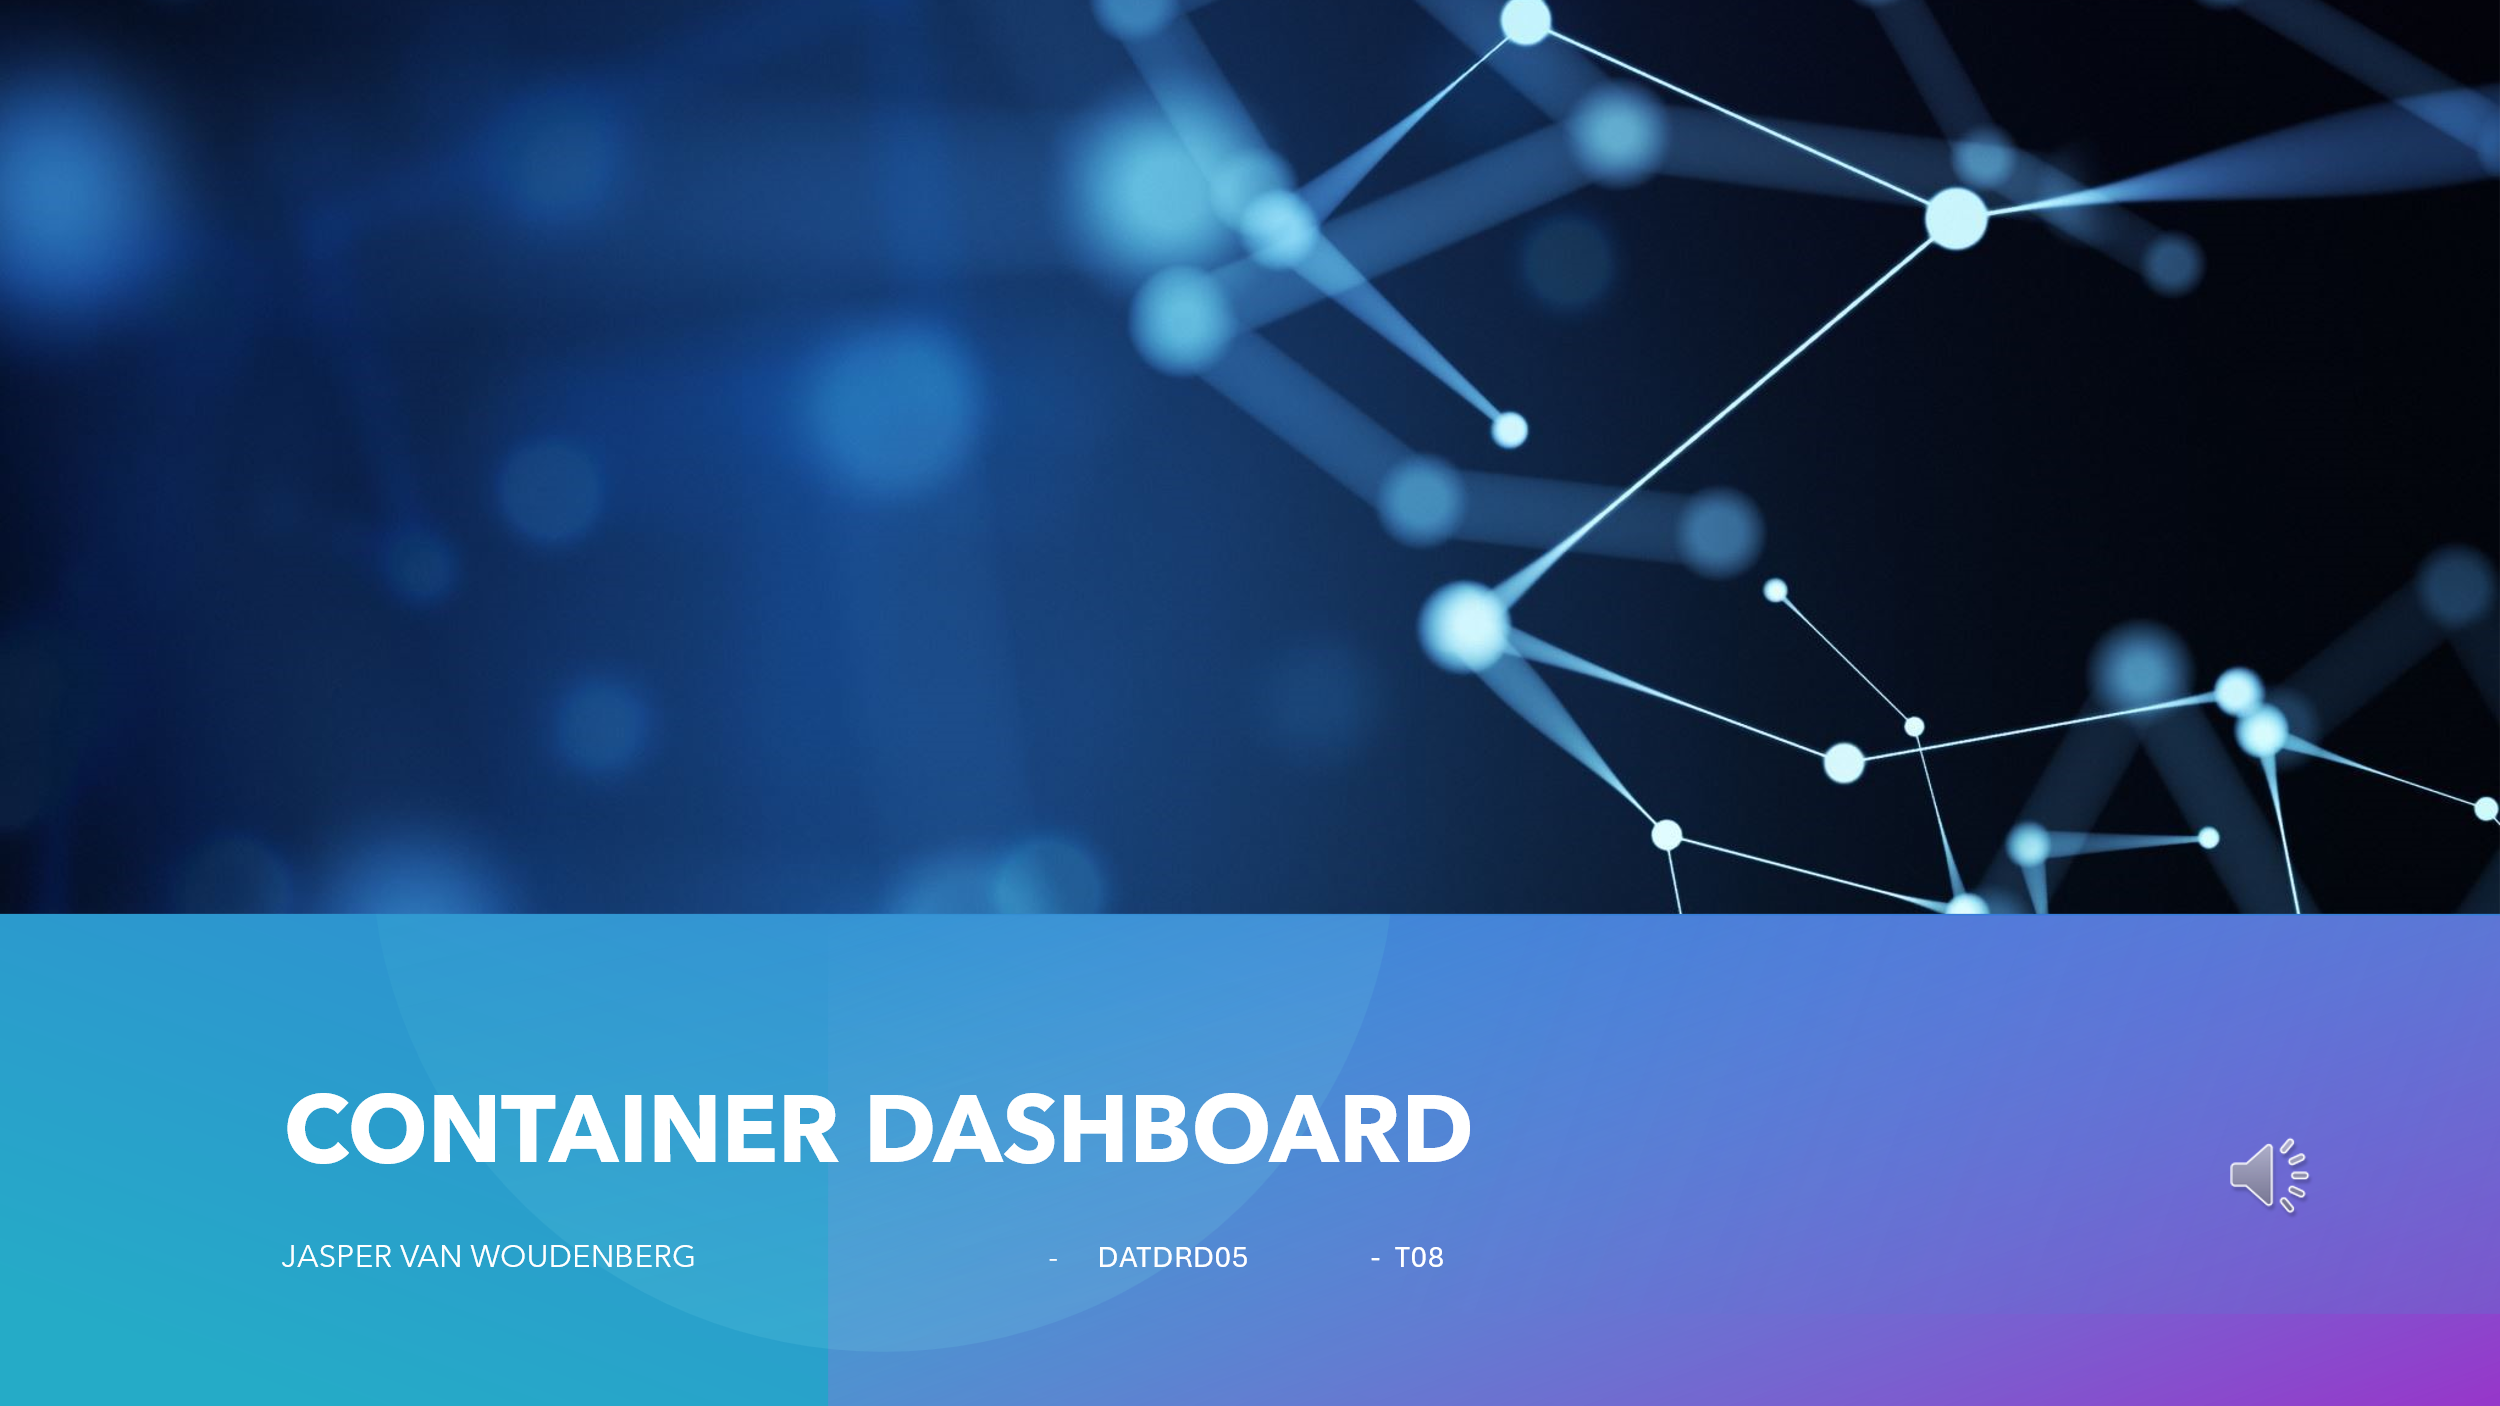 CONTAINER DASHBOARD
JASPER VAN WOUDENBERG - DATDRD05 - T08